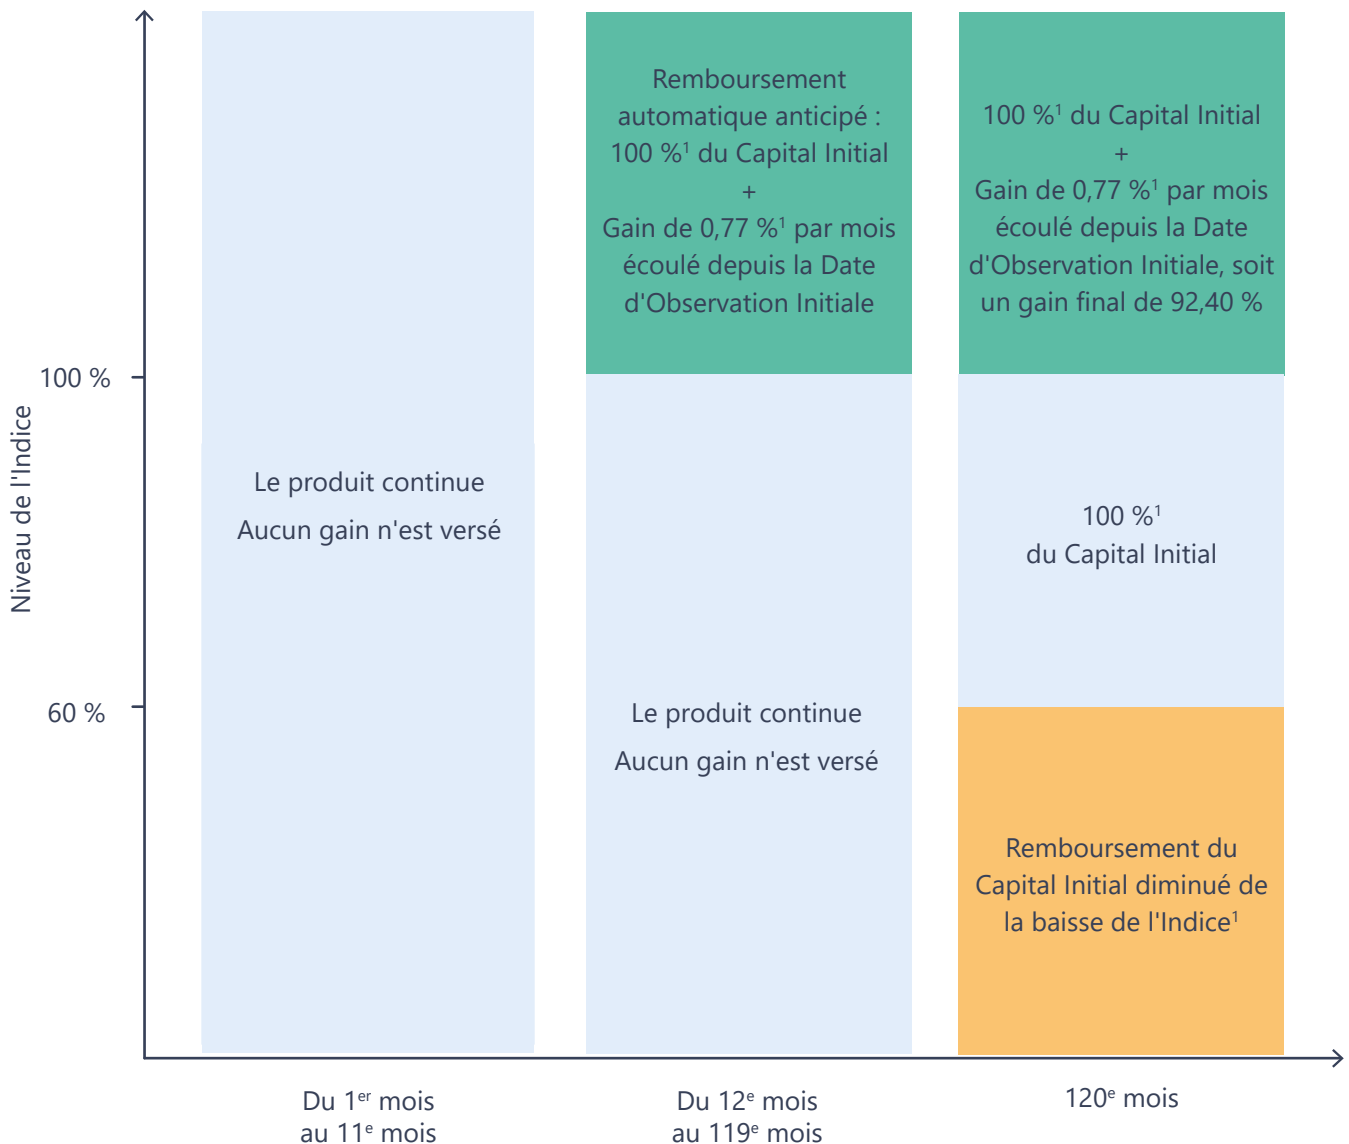 Niveau de l'Indice
100 %
60 %
Le produit continue
Aucun gain n'est versé
Du 1er mois
au 11e mois
Remboursement
automatique anticipé :
100 %¹ du Capital Initial
+
Gain de 0,77 %¹ par mois
écoulé depuis la Date
d'Observation Initiale
Le produit continue
Aucun gain n'est versé
Du 12e mois
au 119e mois
100 %¹ du Capital Initial
+
Gain de 0,77 %¹ par mois
écoulé depuis la Date
d'Observation Initiale, soit
un gain final de 92,40 %
100 %¹
du Capital Initial
Remboursement du
Capital Initial diminué de
la baisse de l'Indice¹
120e mois